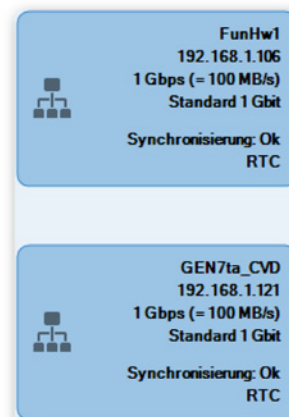 FunHw1
192.168.1.106
1 Gbps (= 100 MB/s)
Standard 1 Gbit
Synchronisierung: Ok
RTC
GEN7ta_CVD
192.168.1.121
1 Gbps (= 100 MB/s)
Standard 1 Gbit
Synchronisierung: Ok
RTC